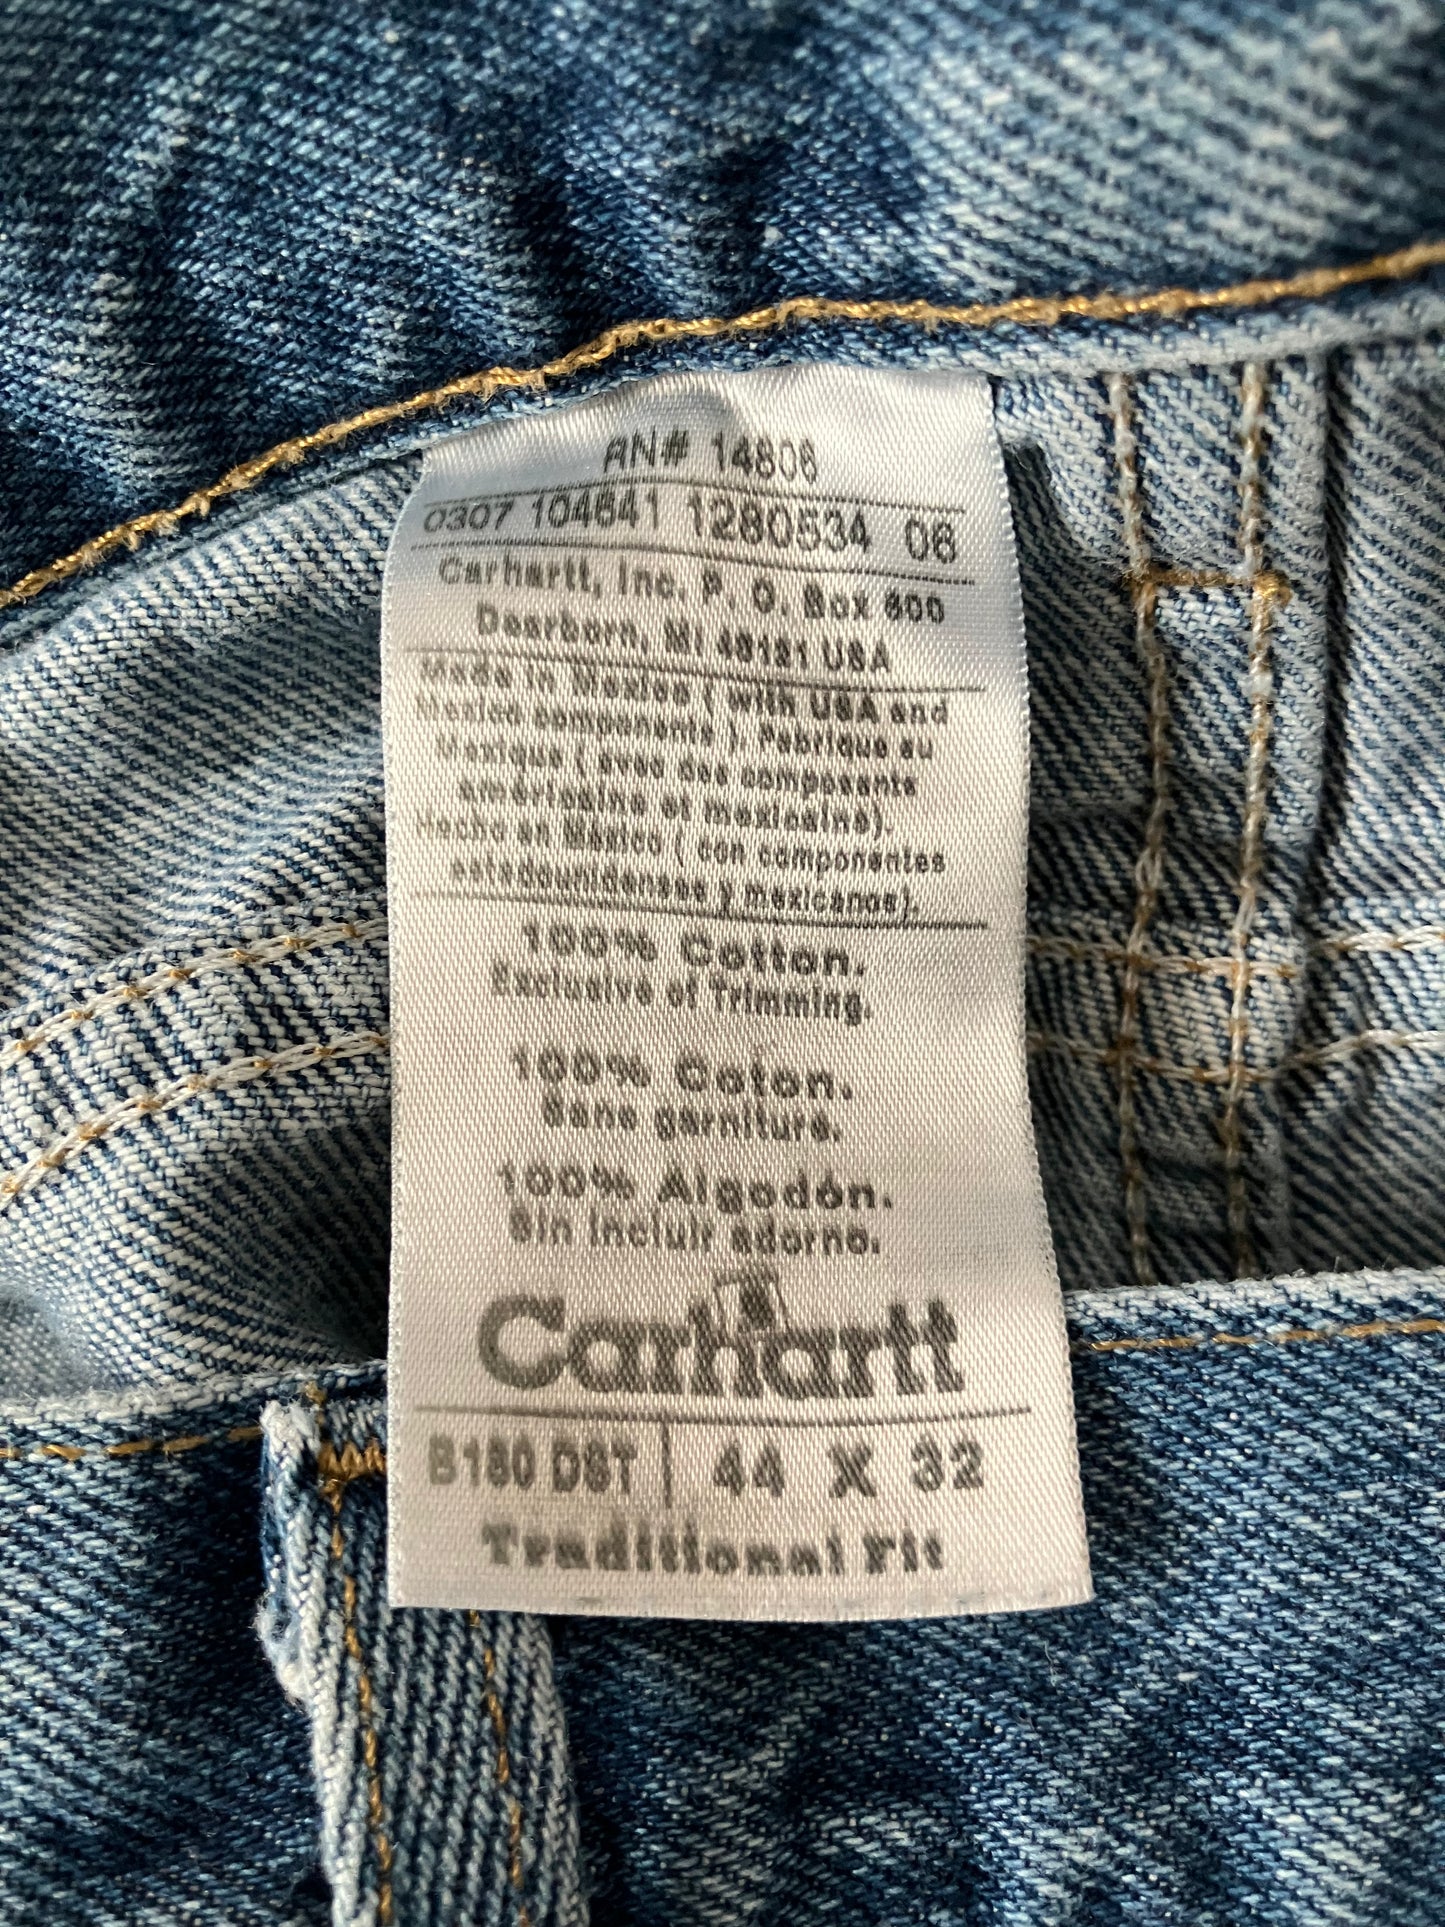 RN# 14806
0307 104641 1280534 06
Carhartt, Inc. P. O. Box 600
Dearborn, MI 48121 USA
Made in Mexico ( with USA and
Mexico components ). Fabrique au
Mexique ( avec des composants
américains et mexicains).
Hecho en México ( con componentes
estadounidenses y mexicanos).
100% Cotton.
Exclusive of Trimming.
100% Coton.
Sans garniture.
100% Algodón.
Sin incluir adorno.
Carhartt
B180 DST | 44 X 32
Traditional Fit